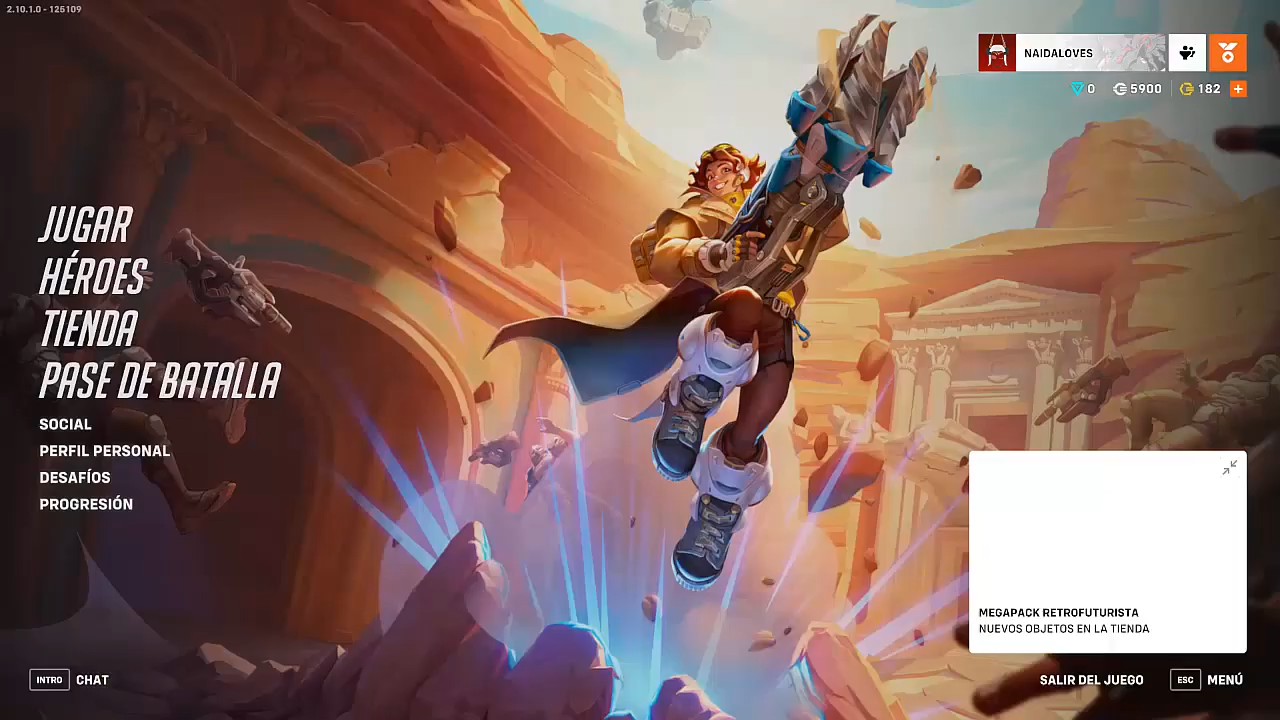 2.10.1.0 - 125109
NAIDALOVES
0
5900
182
JUGAR
HÉROES
TIENDA
PASE DE BATALLA
SOCIAL
PERFIL PERSONAL
DESAFÍOS
PROGRESIÓN
MEGAPACK RETROFUTURISTA
NUEVOS OBJETOS EN LA TIENDA
INTRO CHAT
SALIR DEL JUEGO
ESC MENÚ